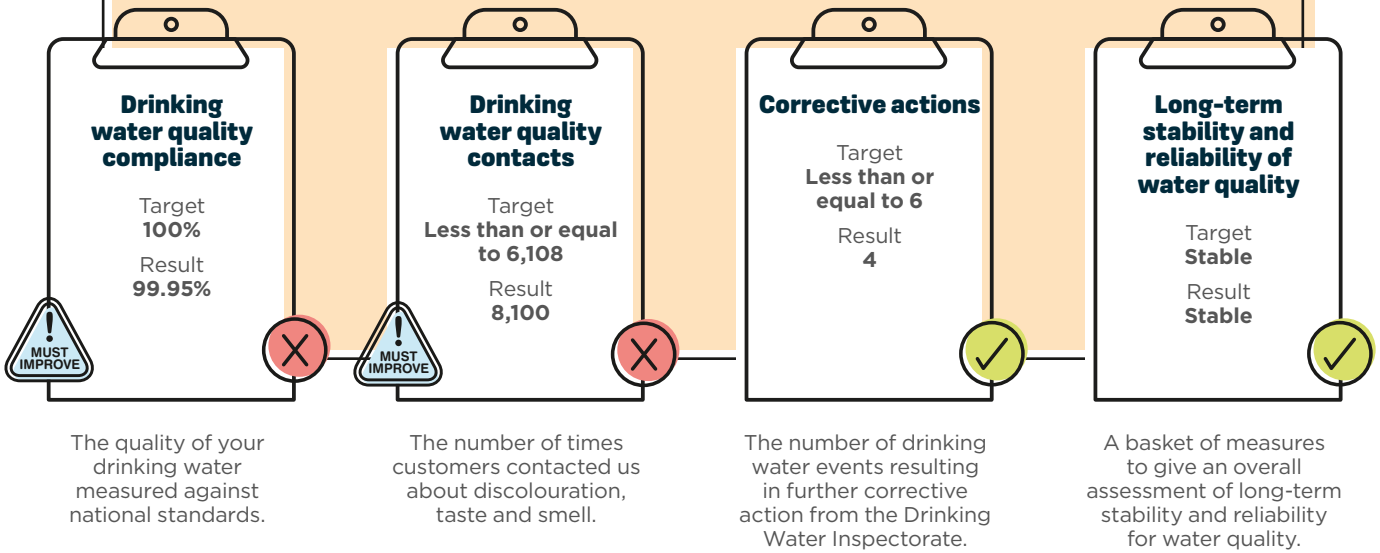 Drinking
water quality
compliance
Target
100%
Result
99.95%
!
MUST
IMPROVE
The quality of your
drinking water
measured against
national standards.
Drinking
water quality
contacts
Target
Less than or equal
to 6,108
Result
8,100
!
MUST
IMPROVE
The number of times
customers contacted us
about discolouration,
taste and smell.
Corrective actions
Target
Less than or
equal to 6
Result
4
The number of drinking
water events resulting
in further corrective
action from the Drinking
Water Inspectorate.
Long-term
stability and
reliability of
water quality
Target
Stable
Result
Stable
A basket of measures
to give an overall
assessment of long-term
stability and reliability
for water quality.